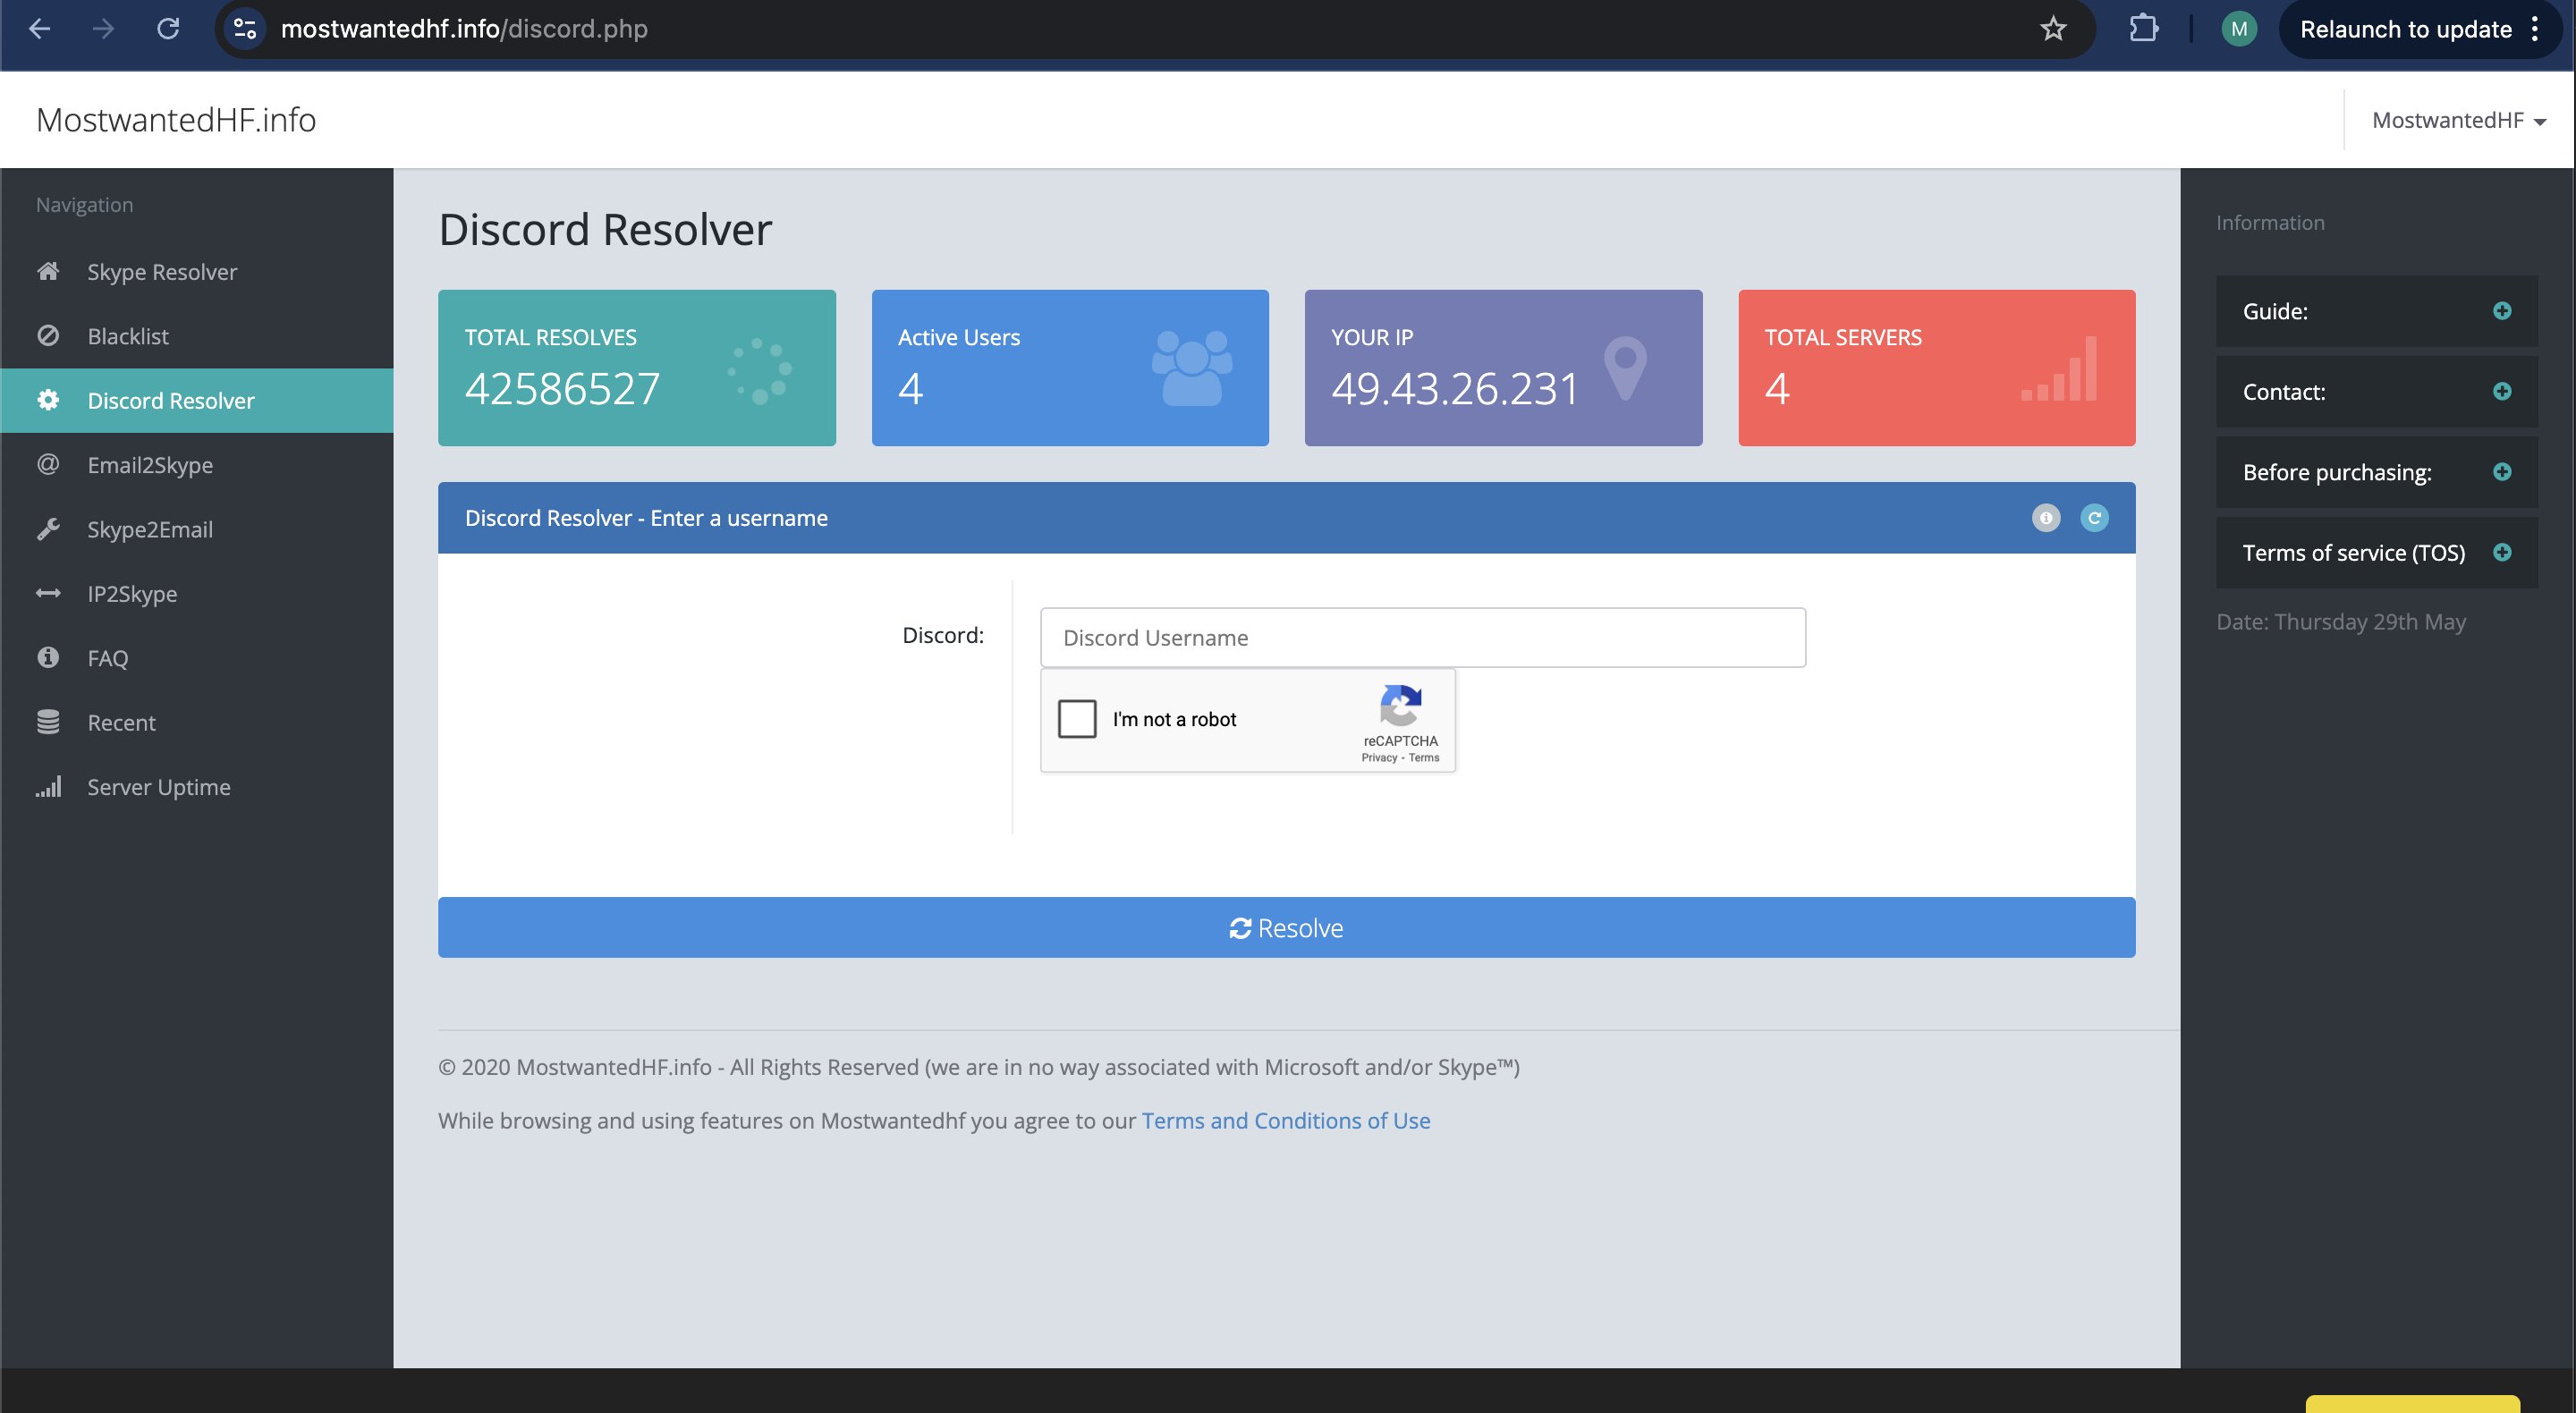 mostwantedhf.info/discord.php
M
Relaunch to update
MostwantedHF.info
MostwantedHF
Navigation
Skype Resolver
Blacklist
Discord Resolver
Email2Skype
Skype2Email
IP2Skype
FAQ
Recent
Server Uptime
Discord Resolver
TOTAL RESOLVES
42586527
Active Users
4
YOUR IP
49.43.26.231
TOTAL SERVERS
4
Discord Resolver - Enter a username
Discord:
Discord Username
I'm not a robot
reCAPTCHA
Privacy - Terms
Resolve
© 2020 MostwantedHF.info - All Rights Reserved (we are in no way associated with Microsoft and/or Skype™)
While browsing and using features on Mostwantedhf you agree to our Terms and Conditions of Use
Information
Guide:
Contact:
Before purchasing:
Terms of service (TOS)
Date: Thursday 29th May